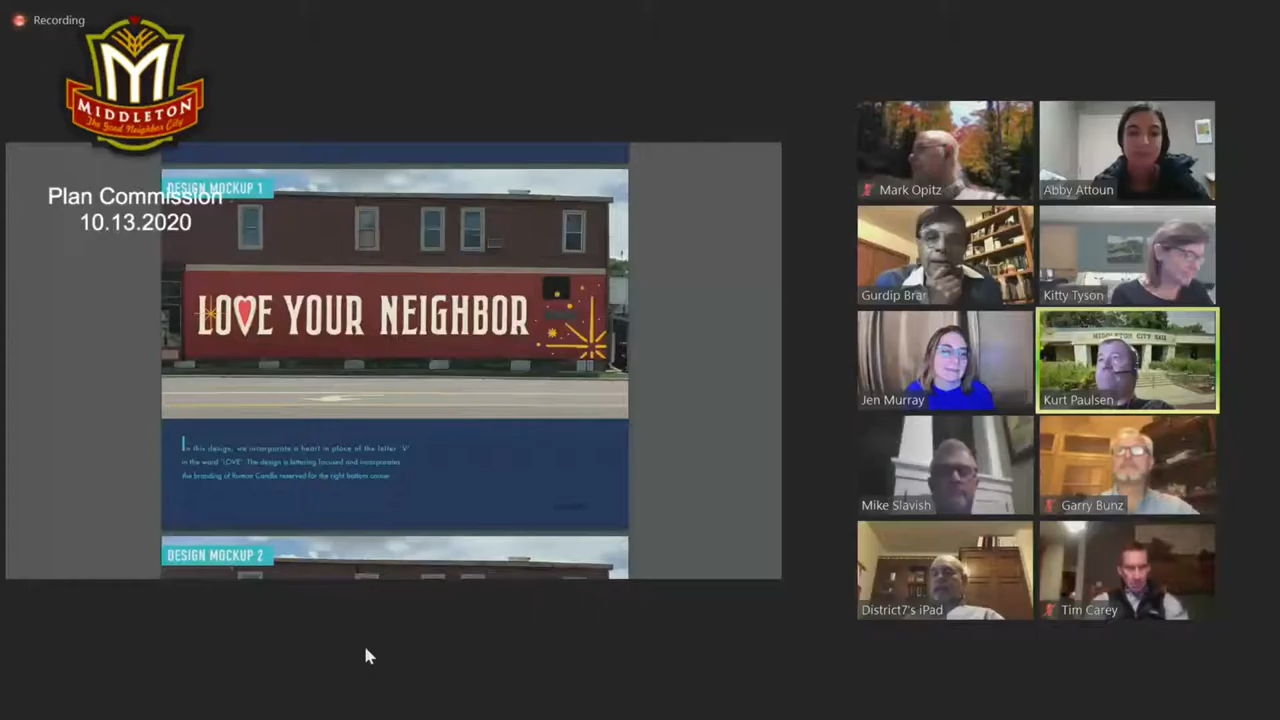 Recording
M
MIDDLETON
The Good Neighbor City
Plan Commission
10.13.2020
DESIGN MOCKUP 1
LOVE YOUR NEIGHBOR
In this design, we incorporate a heart in place of the letter 'V'
in the word 'LOVE'. The design is lettering focused and incorporates
the branding of Roman Candle reserved for the right bottom corner
DESIGN MOCKUP 2
Mark Opitz
Abby Attoun
Gurdip Brar
Kitty Tyson
MIDDLETON CITY HALL
Jen Murray
Kurt Paulsen
Mike Slavish
Garry Bunz
District7's iPad
Tim Carey